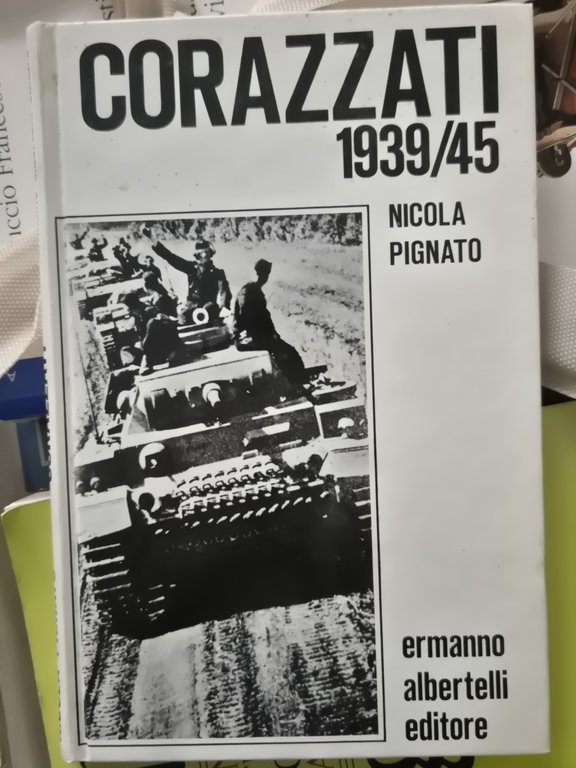 CORAZZATI
1939/45
NICOLA
PIGNATO
ermanno
albertelli
editore